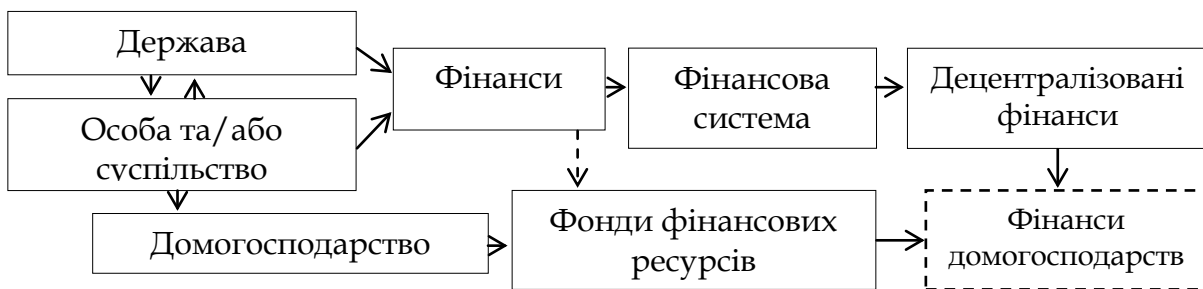 Держава
Особа та/або
суспільство
Фінанси
Фінансова
система
Децентралізовані
фінанси
Домогосподарство
Фонди фінансових
ресурсів
Фінанси
домогосподарств